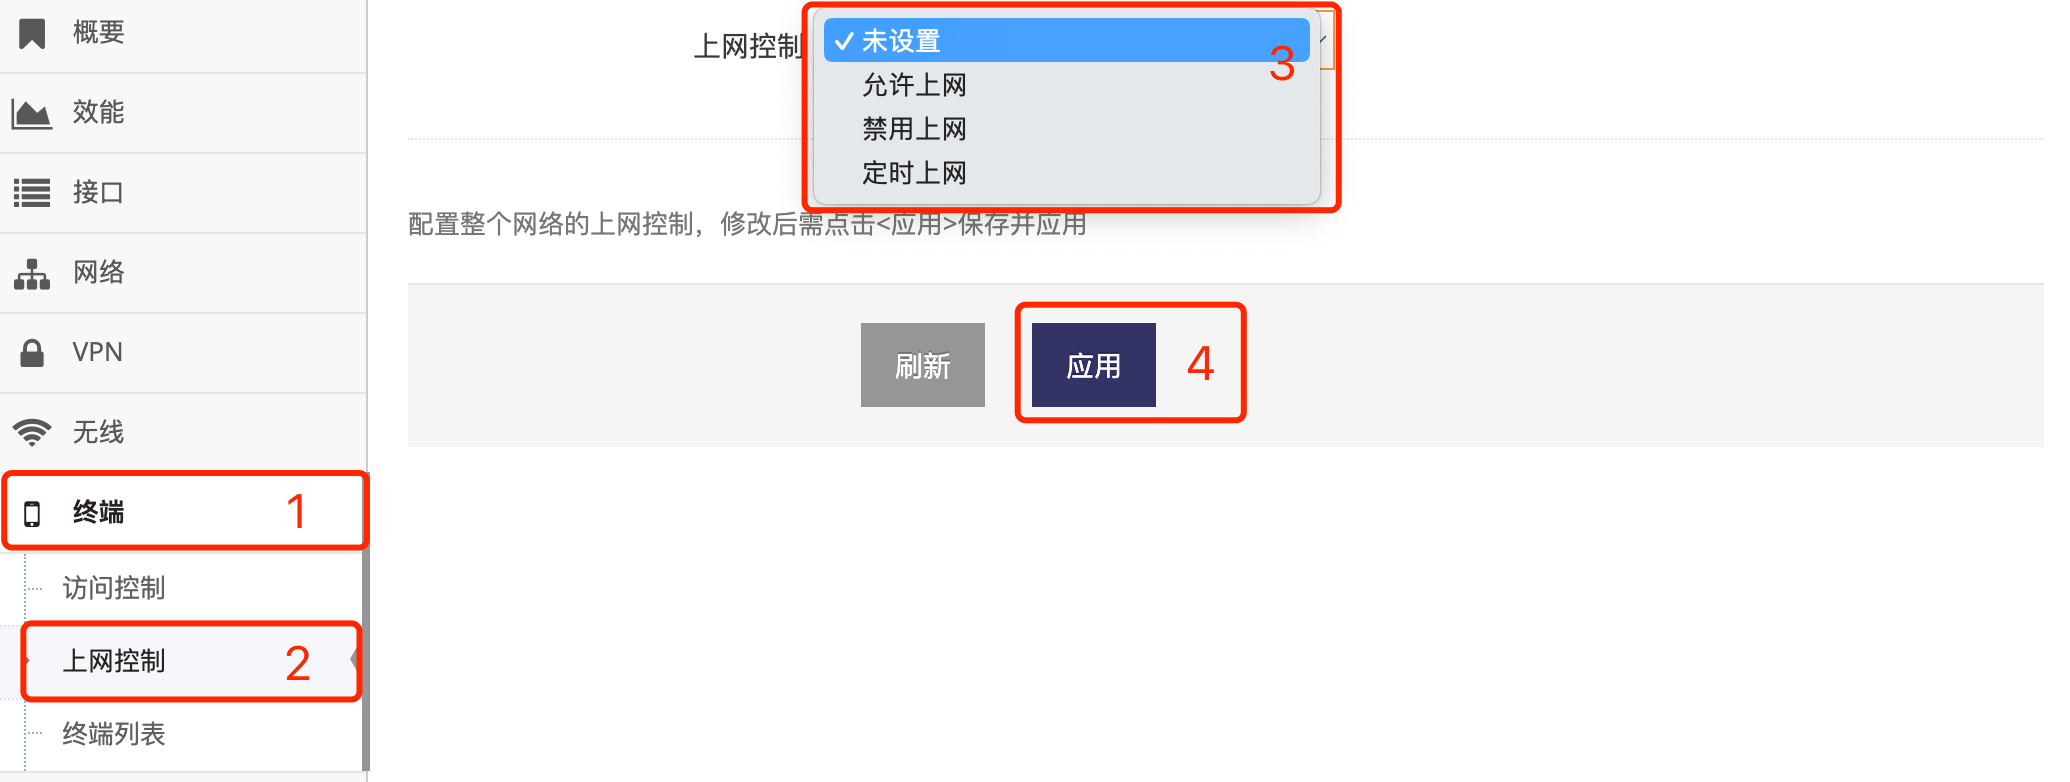 概要
效能
接口
网络
VPN
无线
终端 1
访问控制
上网控制 2
终端列表
上网控制
未设置 3
允许上网
禁用上网
定时上网
配置整个网络的上网控制，修改后需点击<应用>保存并应用
刷新 应用 4